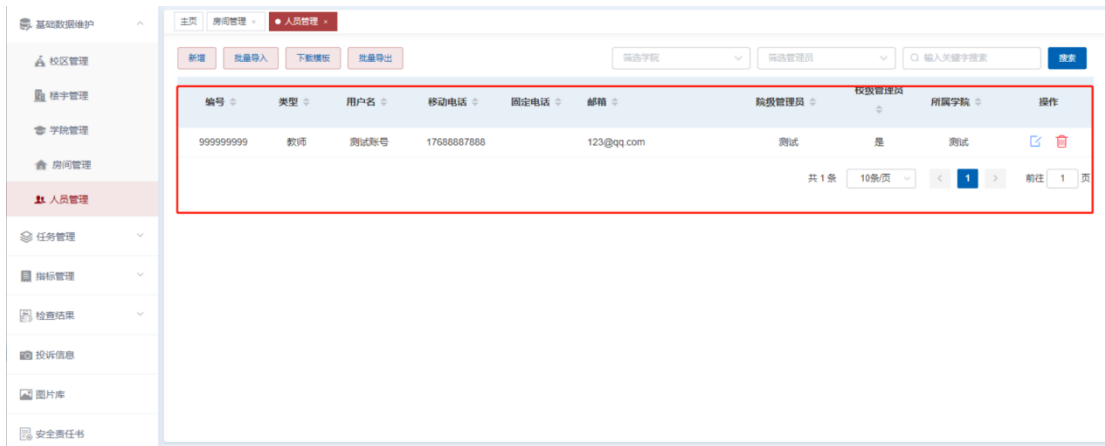 基础数据维护
校区管理
楼宇管理
学院管理
房间管理
人员管理
任务管理
指标管理
检查结果
投诉信息
图片库
安全责任书
主页 房间管理 × ● 人员管理 ×
新增 批量导入 下载模板 批量导出 筛选学院 筛选管理员 输入关键字搜索 搜索
编号 类型 用户名 移动电话 固定电话 邮箱 院级管理员 校级管理员 所属学院 操作
999999999 教师 测试账号 17688887888 123@qq.com 测试 是 测试
共 1 条 10条/页 < 1 > 前往 1 页